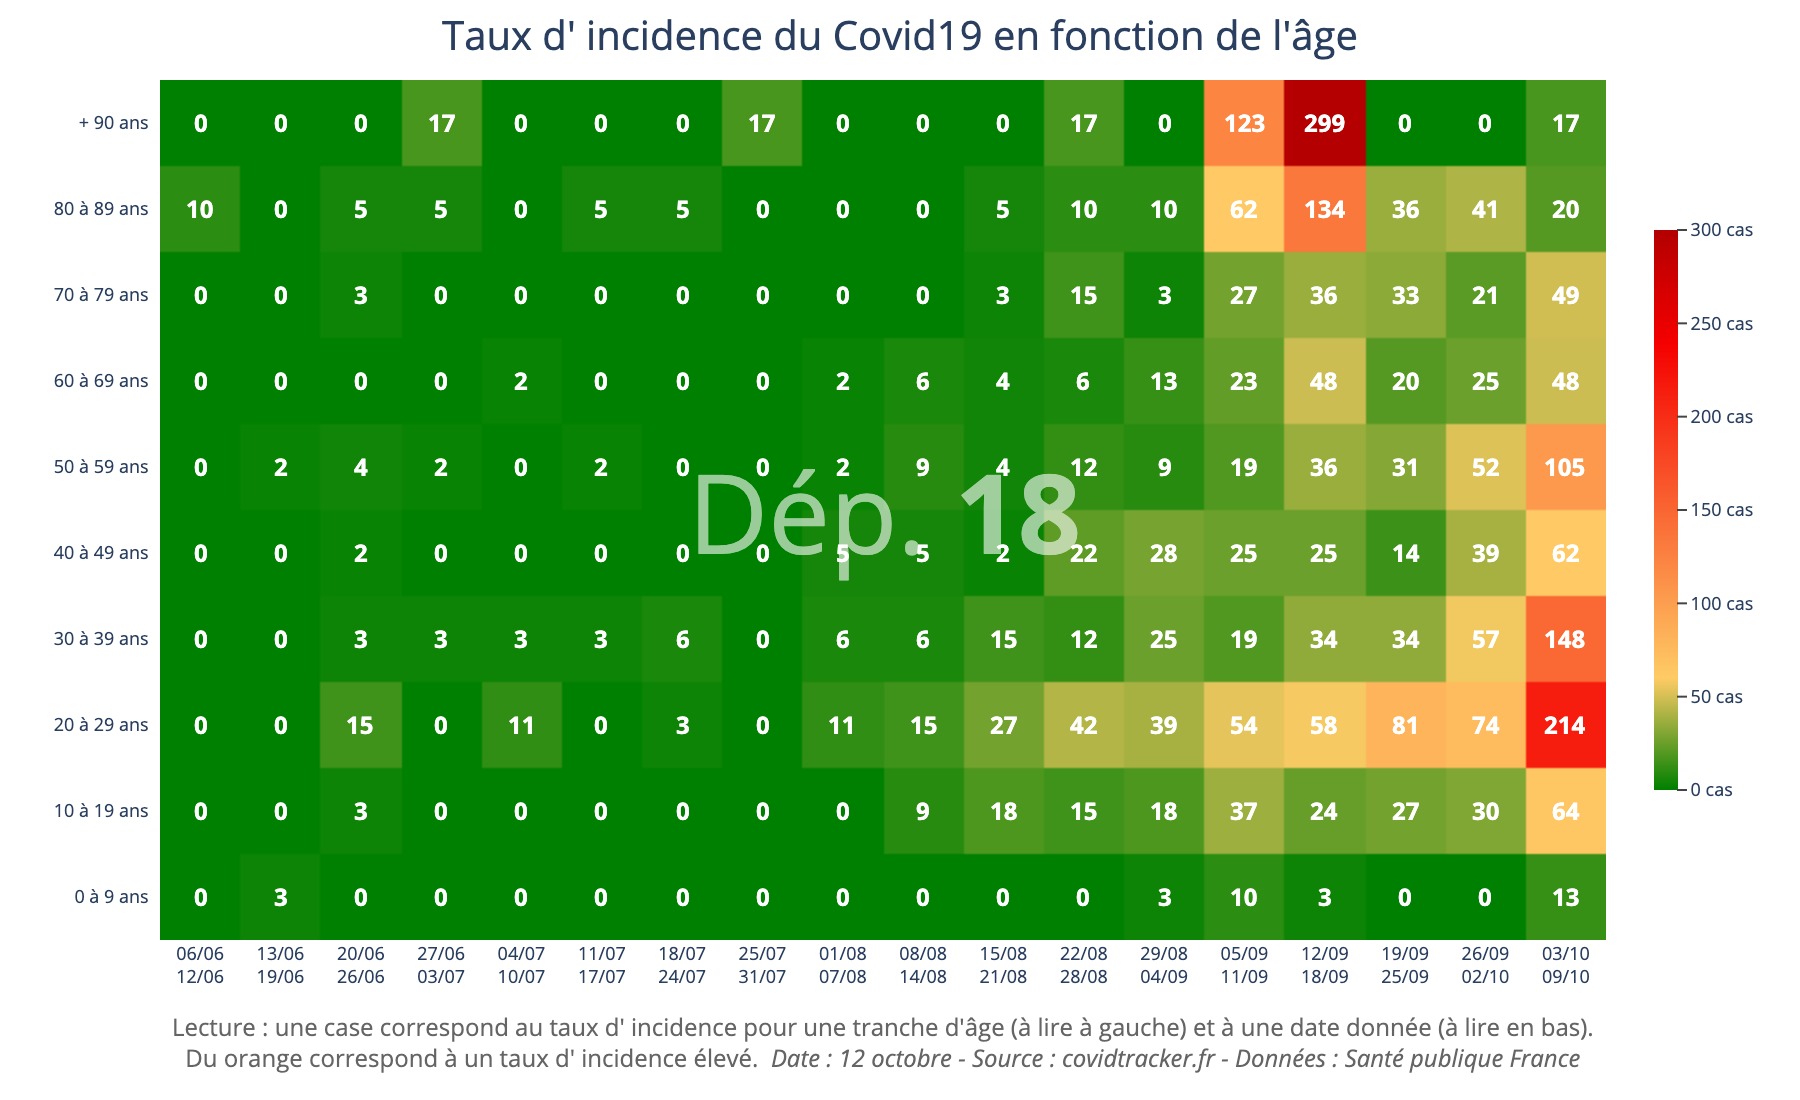 Taux d' incidence du Covid19 en fonction de l'âge
+ 90 ans 0 0 0 17 0 0 0 17 0 0 0 17 0 123 299 0 0 17
80 à 89 ans 10 0 5 5 0 5 5 0 0 0 5 10 10 62 134 36 41 20
70 à 79 ans 0 0 3 0 0 0 0 0 0 0 3 15 3 27 36 33 21 49
60 à 69 ans 0 0 0 0 2 0 0 0 2 6 4 6 13 23 48 20 25 48
50 à 59 ans 0 2 4 2 0 2 0 0 2 9 4 12 9 19 36 31 52 105
Dép. 18
40 à 49 ans 0 0 2 0 0 0 0 0 5 5 2 22 28 25 25 14 39 62
30 à 39 ans 0 0 3 3 3 3 6 0 6 6 15 12 25 19 34 34 57 148
20 à 29 ans 0 0 15 0 11 0 3 0 11 15 27 42 39 54 58 81 74 214
10 à 19 ans 0 0 3 0 0 0 0 0 0 9 18 15 18 37 24 27 30 64
0 à 9 ans 0 3 0 0 0 0 0 0 0 0 0 0 3 10 3 0 0 13
06/06 13/06 20/06 27/06 04/07 11/07 18/07 25/07 01/08 08/08 15/08 22/08 29/08 05/09 12/09 19/09 26/09 03/10
12/06 19/06 26/06 03/07 10/07 17/07 24/07 31/07 07/08 14/08 21/08 28/08 04/09 11/09 18/09 25/09 02/10 09/10
300 cas
250 cas
200 cas
150 cas
100 cas
50 cas
0 cas
Lecture : une case correspond au taux d' incidence pour une tranche d'âge (à lire à gauche) et à une date donnée (à lire en bas).
Du orange correspond à un taux d' incidence élevé. Date : 12 octobre - Source : covidtracker.fr - Données : Santé publique France